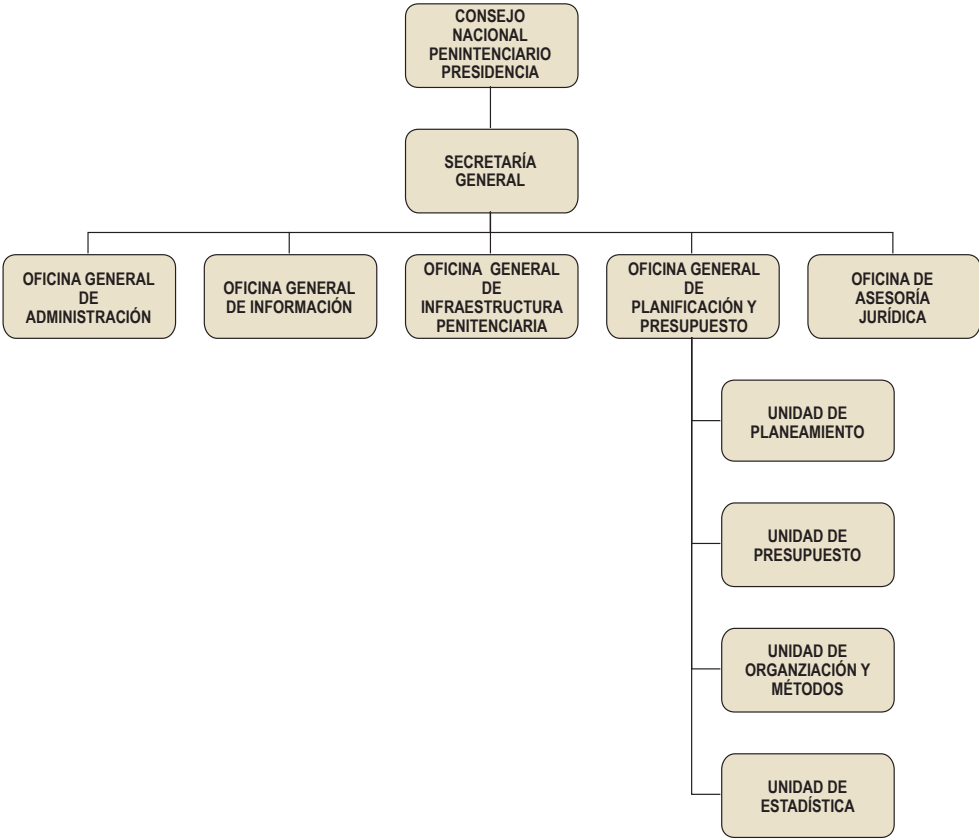 CONSEJO
NACIONAL
PENINTENCIARIO
PRESIDENCIA
SECRETARÍA
GENERAL
OFICINA GENERAL
DE
ADMINISTRACIÓN
OFICINA GENERAL
DE INFORMACIÓN
OFICINA GENERAL
DE
INFRAESTRUCTURA
PENITENCIARIA
OFICINA GENERAL
DE
PLANIFICACIÓN Y
PRESUPUESTO
OFICINA DE
ASESORÍA
JURÍDICA
UNIDAD DE
PLANEAMIENTO
UNIDAD DE
PRESUPUESTO
UNIDAD DE
ORGANZIACIÓN Y
MÉTODOS
UNIDAD DE
ESTADÍSTICA